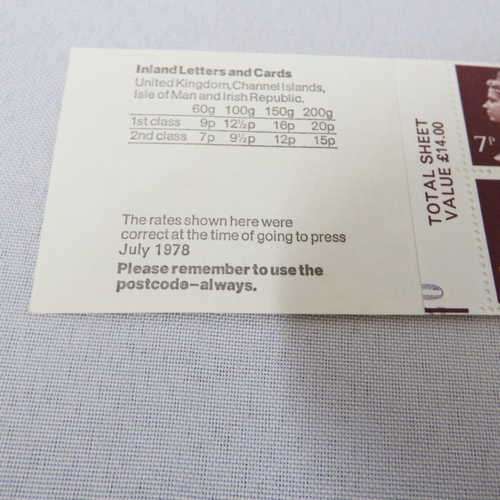 Inland Letters and Cards
United Kingdom, Channel Islands,
Isle of Man and Irish Republic.
60g 100g 150g 200g
1st class 9p 12½p 16p 20p
2nd class 7p 9½p 12p 15p
The rates shown here were
correct at the time of going to press
July 1978
Please remember to use the
postcode–always.
TOTAL SHEET
VALUE £14.00
7P